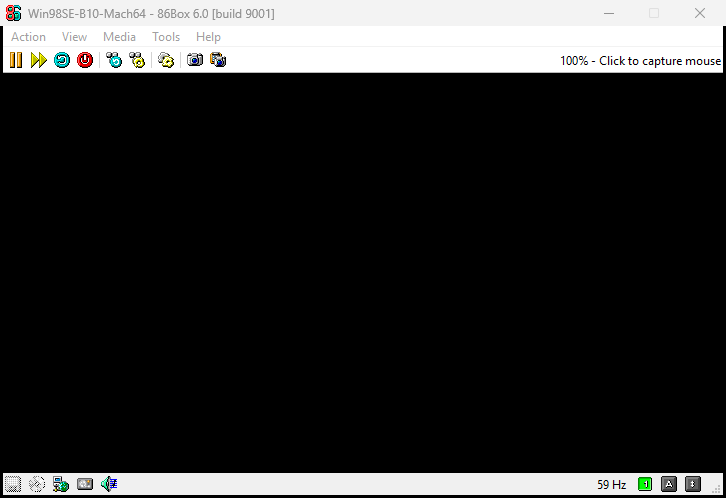 Win98SE-B10-Mach64 - 86Box 6.0 [build 9001]
Action View Media Tools Help
100% - Click to capture mouse
59 Hz 1 A